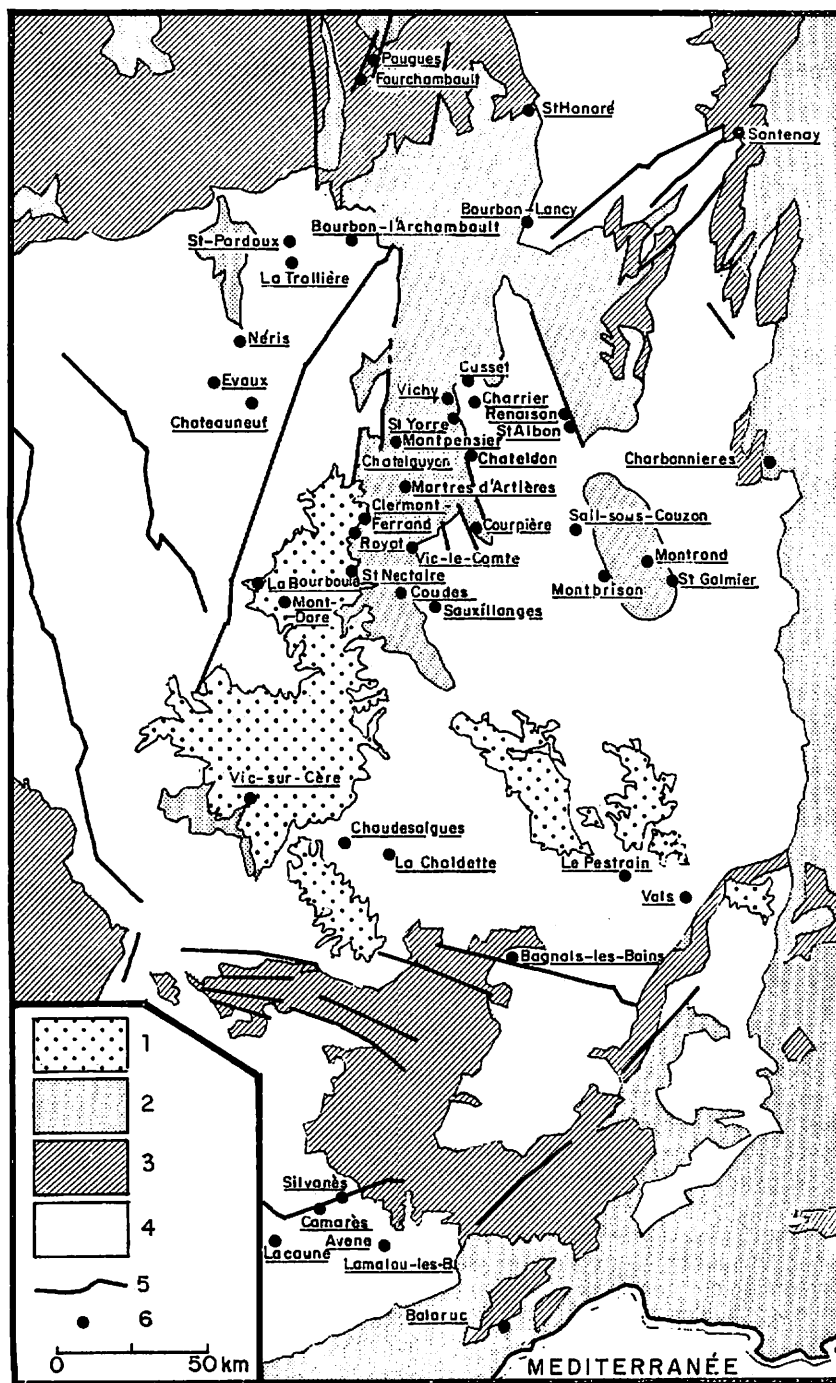 Pougues
Fourchambault
St Honoré
Santenay
Bourbon-Lancy
Bourbon-l'Archambault
St-Pardoux
La Trollière
Néris
Evaux
Chateauneuf
Cusset
Vichy
Charrier
Renaison
St Yorre
St Albon
Montpensier
Chatelguyon
Chateldon
Charbonnieres
Martres d'Artières
Clermont-
Ferrand
Courpière
Sail-sous-Couzon
Royat
Vic-le-Comte
Montrond
La Bourboule
St Nectaire
Montbrison
St Galmier
Mont-
Dore
Coudes
Sauxillanges
Vic-sur-Cère
Chaudesaigues
La Chaldette
Le Pestrain
Vals
Bagnols-les-Bains
1
2
3
4
5
6
0 50 km
Silvanès
Camarès
Avene
Lacaune
Lamalou-les-B.
Balaruc
MEDITERRANÉE